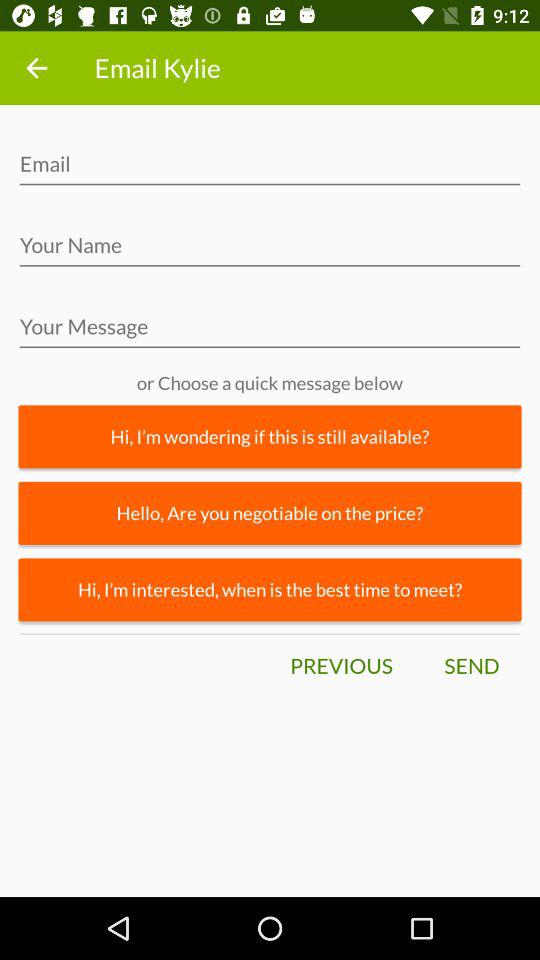 9:12
Email Kylie
Email
Your Name
Your Message
or Choose a quick message below
Hi, I'm wondering if this is still available?
Hello, Are you negotiable on the price?
Hi, I'm interested, when is the best time to meet?
PREVIOUS SEND